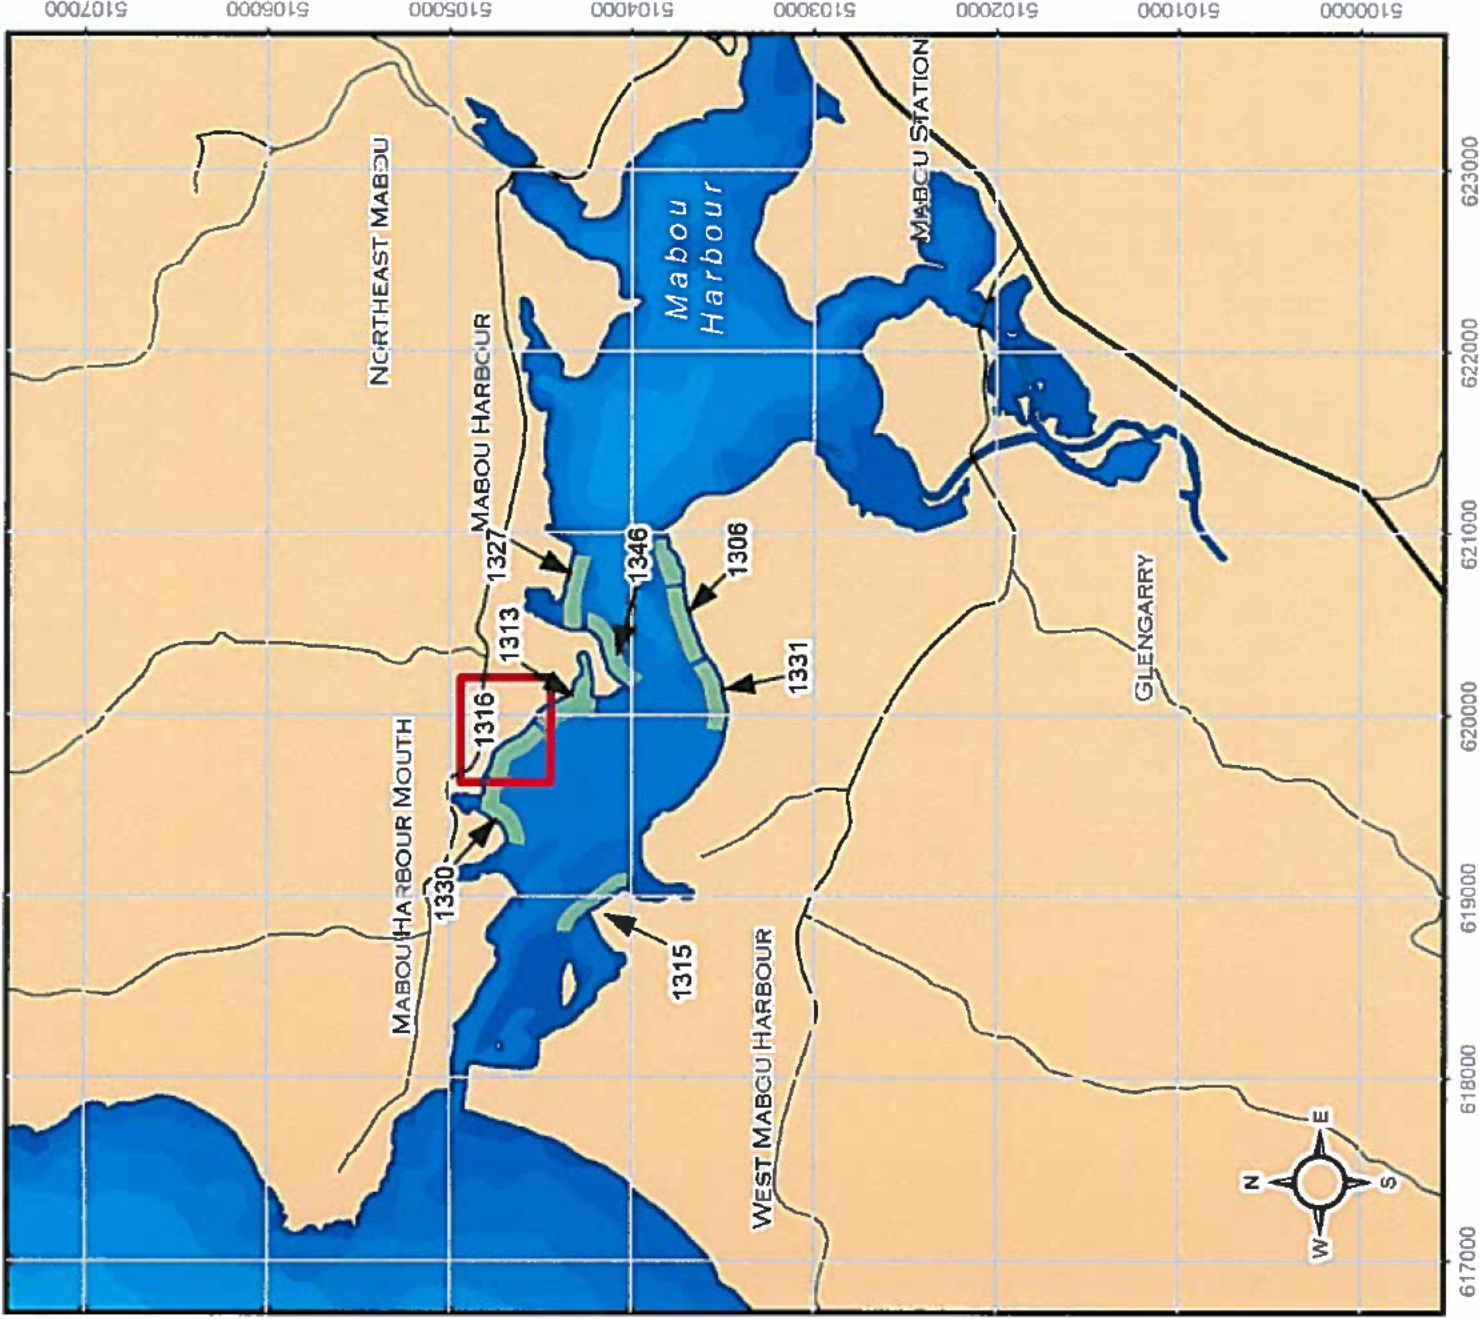 5107000
NORTHEAST MABOU
MABOU HARBOUR MOUTH
5106000
1330
MABOU HARBOUR
1316
1327
1313
5105000
1346
Mabou
Harbour
1315
5104000
1306
WEST MABOU HARBOUR
1331
5103000
MABOU STATION
5102000
GLENGARRY
5101000
N
W E
S
5100000
617000 618000 619000 620000 621000 622000 623000